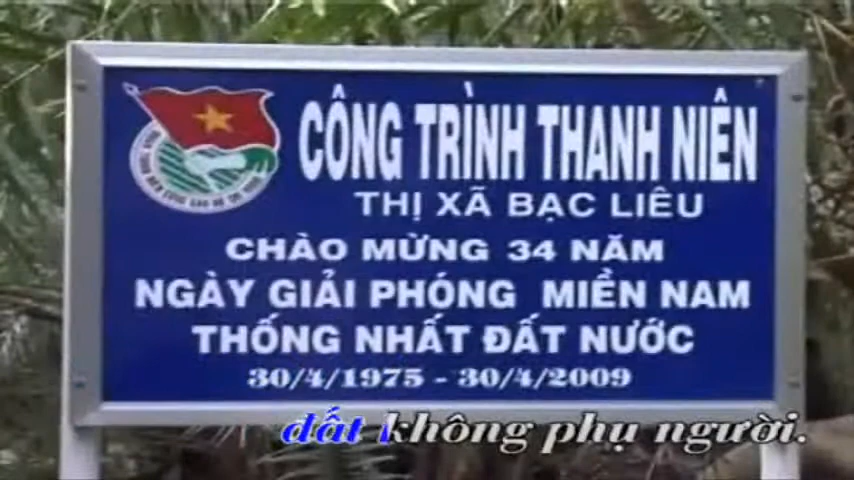 CÔNG TRÌNH THANH NIÊN
THỊ XÃ BẠC LIÊU
CHÀO MỪNG 34 NĂM
NGÀY GIẢI PHÓNG MIỀN NAM
THỐNG NHẤT ĐẤT NƯỚC
30/4/1975 - 30/4/2009
đất không phụ người.